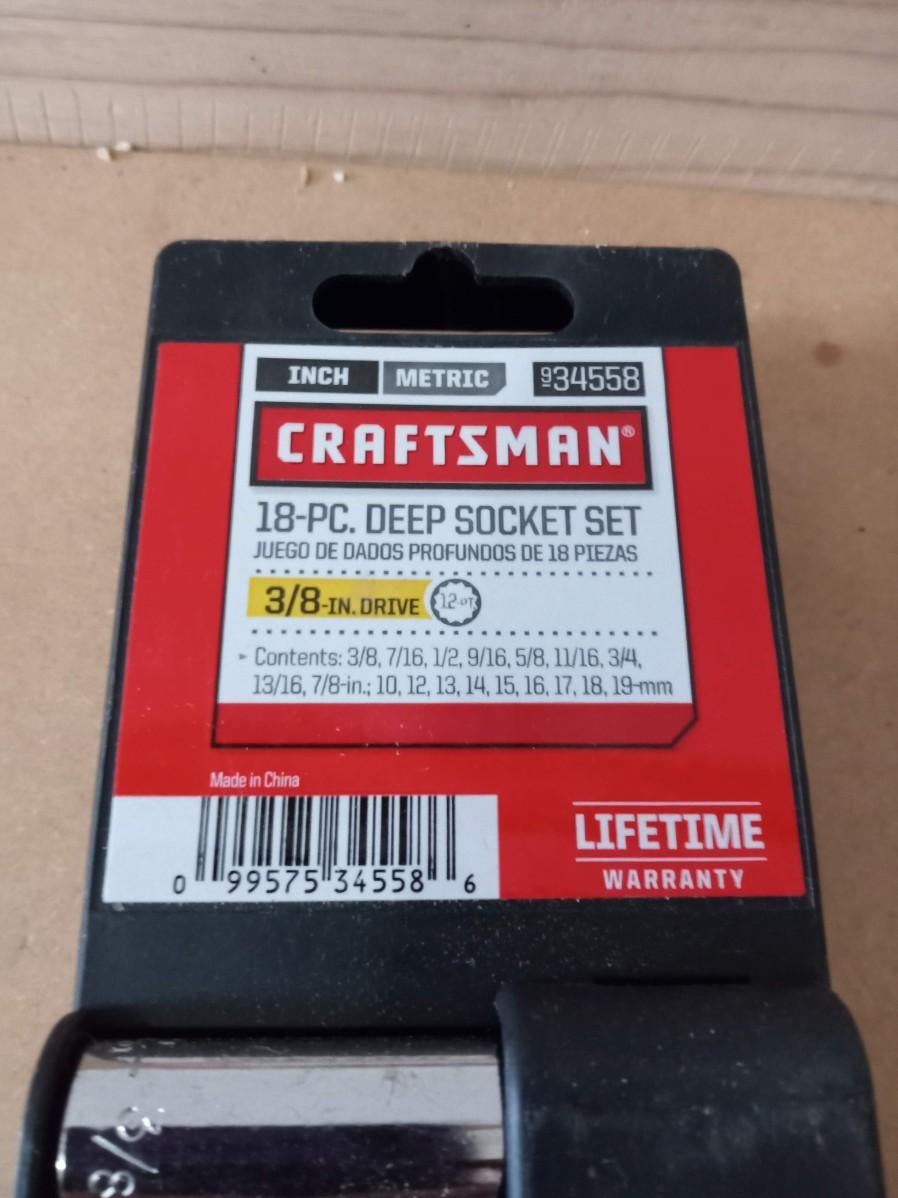 INCH METRIC 934558
CRAFTSMAN®
18-PC. DEEP SOCKET SET
JUEGO DE DADOS PROFUNDOS DE 18 PIEZAS
3/8-IN. DRIVE 12-PT
▸ Contents: 3/8, 7/16, 1/2, 9/16, 5/8, 11/16, 3/4,
13/16, 7/8-in.; 10, 12, 13, 14, 15, 16, 17, 18, 19-mm
Made in China
0 99575 34558 6
LIFETIME
WARRANTY